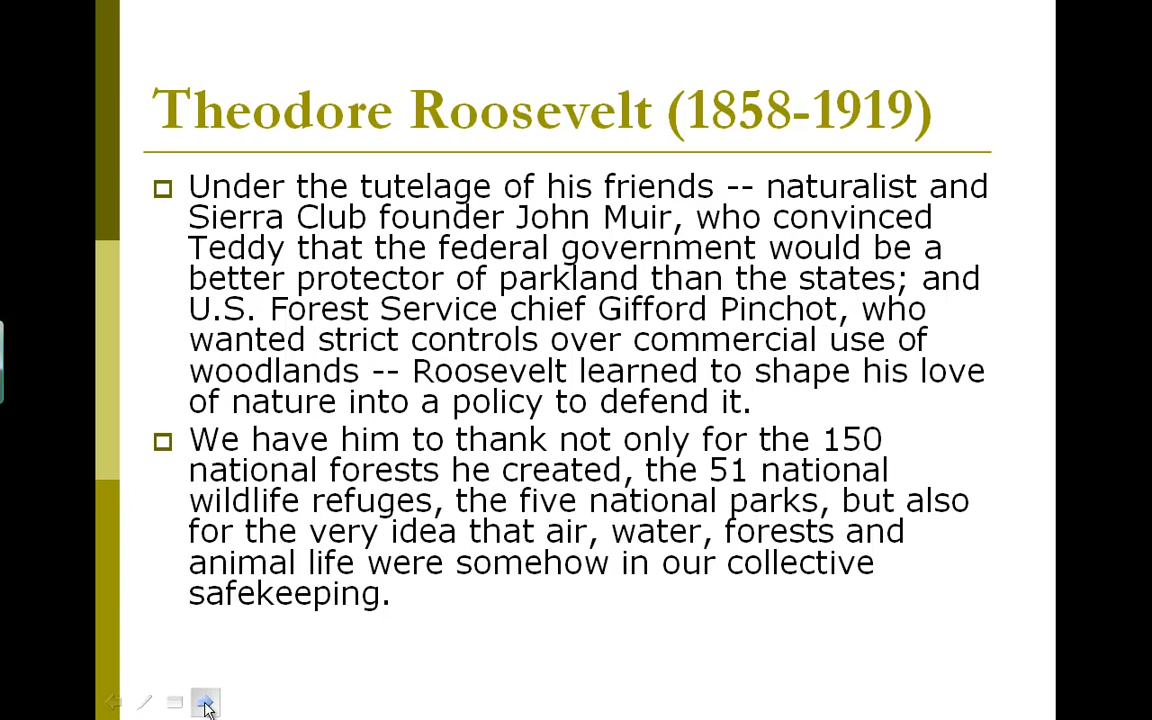 Theodore Roosevelt (1858-1919)
Under the tutelage of his friends -- naturalist and
Sierra Club founder John Muir, who convinced
Teddy that the federal government would be a
better protector of parkland than the states; and
U.S. Forest Service chief Gifford Pinchot, who
wanted strict controls over commercial use of
woodlands -- Roosevelt learned to shape his love
of nature into a policy to defend it.
We have him to thank not only for the 150
national forests he created, the 51 national
wildlife refuges, the five national parks, but also
for the very idea that air, water, forests and
animal life were somehow in our collective
safekeeping.